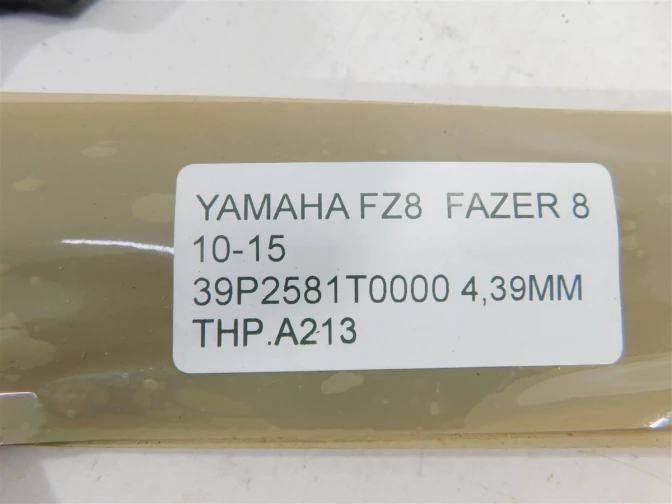 YAMAHA FZ8 FAZER 8
10-15
39P2581T0000 4,39MM
THP.A213